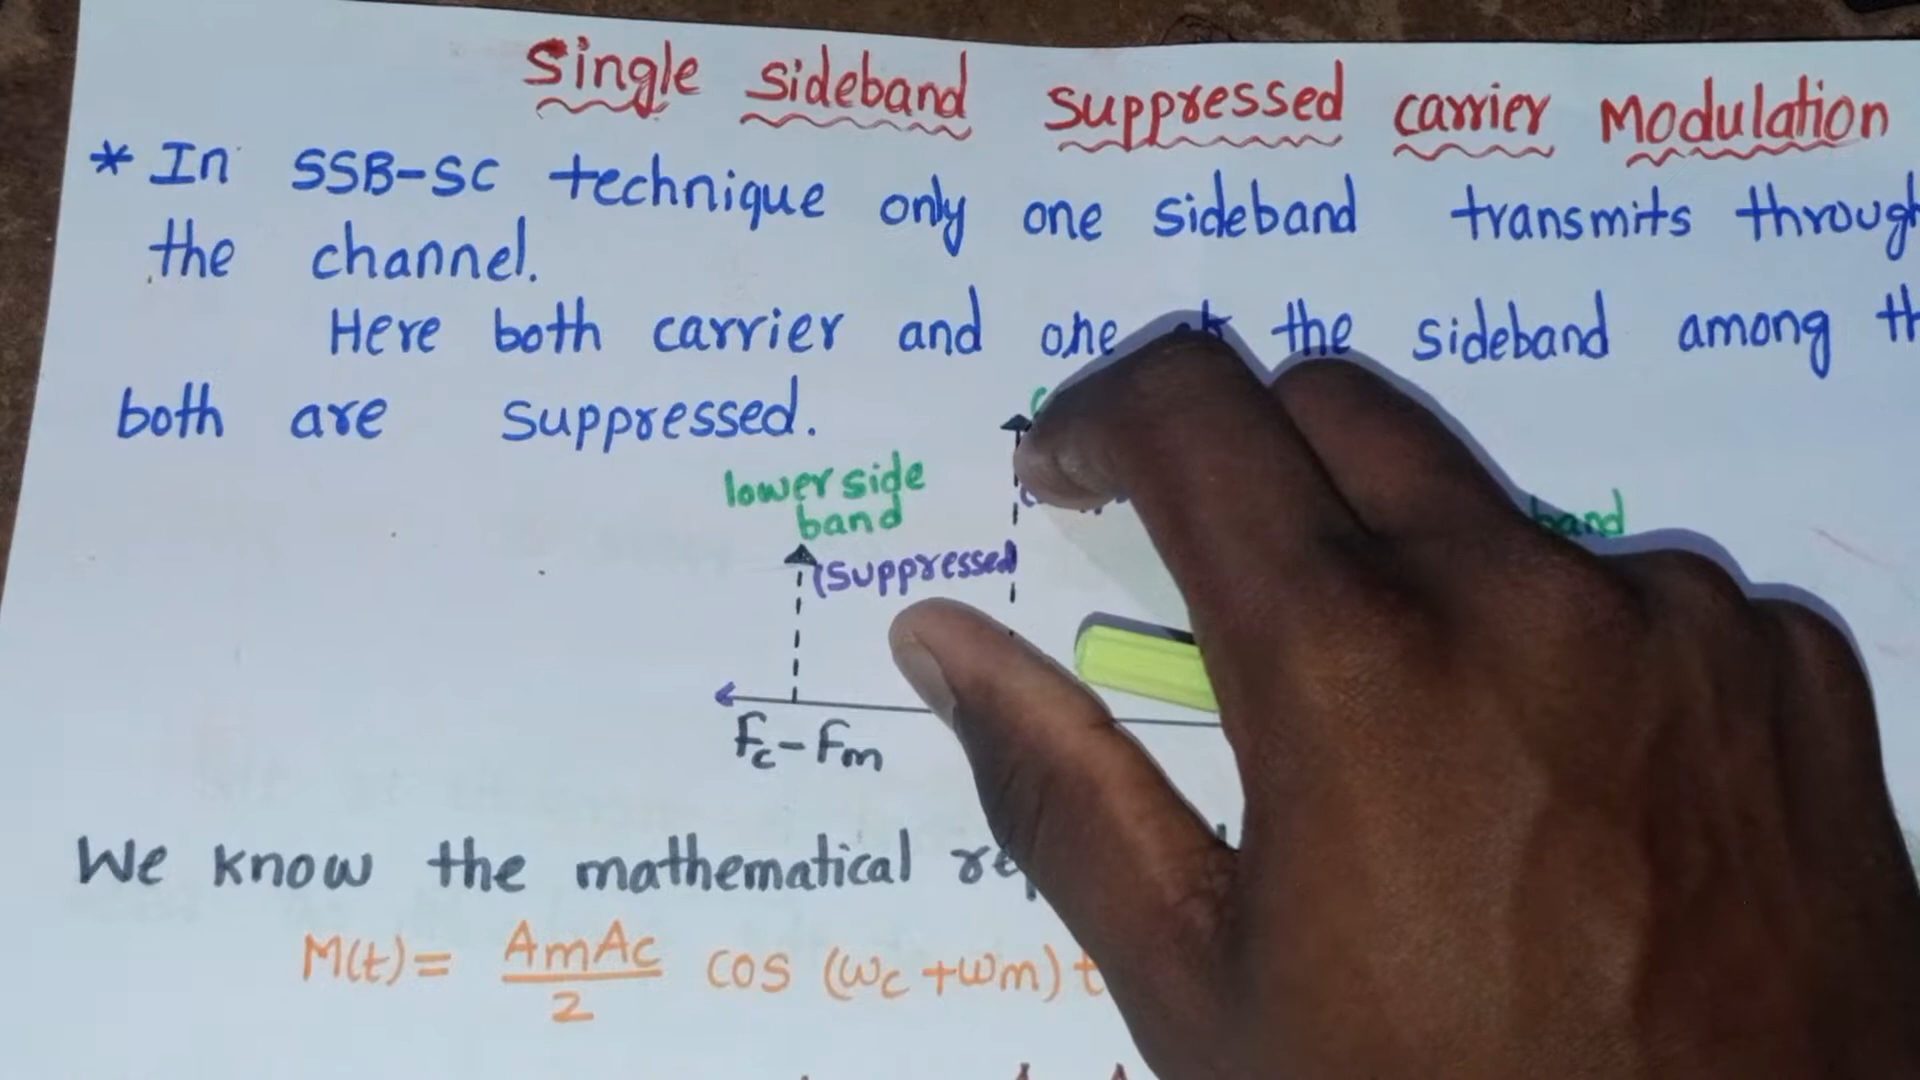 Single sideband suppressed carrier Modulation
* In SSB-SC technique only one sideband transmits through
the channel.
Here both carrier and one the sideband among
both are suppressed.
lower side
band
(suppressed
band
Fc-Fm
We know the mathematical
M(t) = AmAc/2 cos (ωc+ωm) t